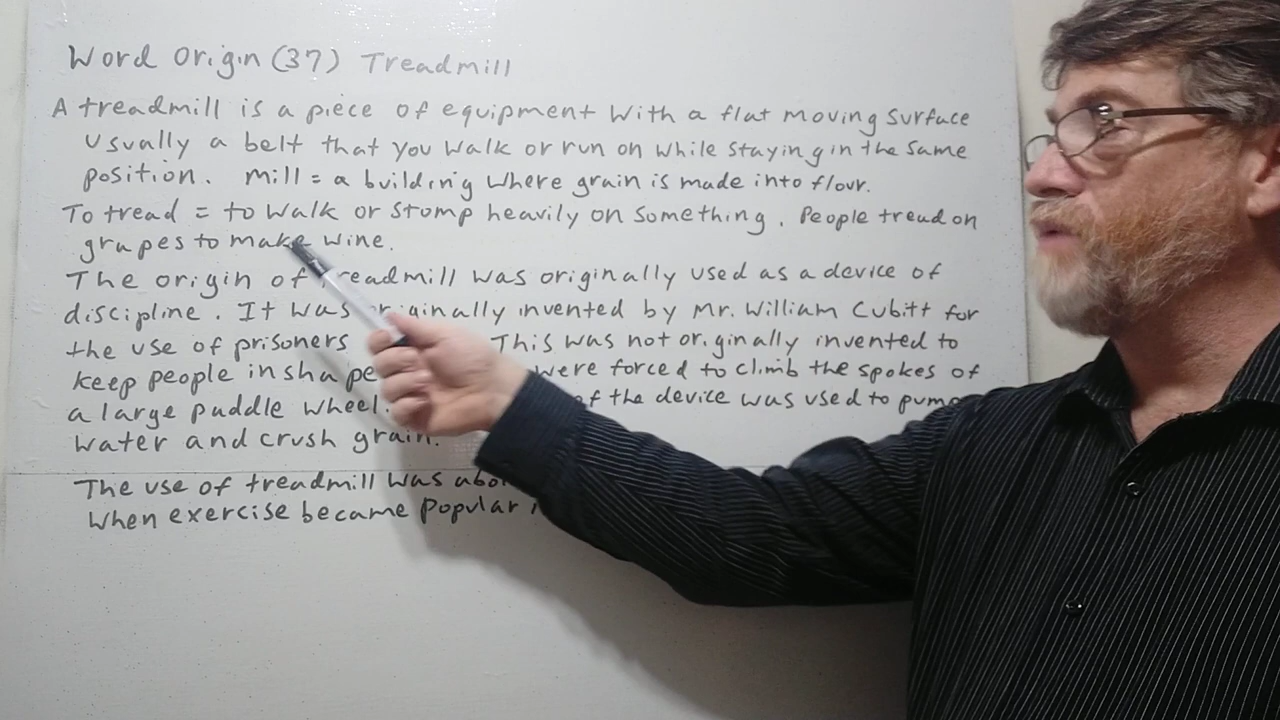 Word Origin (37) Treadmill
A treadmill is a piece of equipment with a flat moving surface
usually a belt that you walk or run on while staying in the same
position. mill = a building where grain is made into flour.
To tread = to walk or stomp heavily on something. People tread on
grapes to make wine.
The origin of treadmill was originally used as a device of
discipline. It was originally invented by Mr. William Cubitt for
the use of prisoners This was not originally invented to
keep people in shape were forced to climb the spokes of
a large paddle wheel. of the device was used to pump
water and crush grain.
The use of treadmill was
when exercise became popular